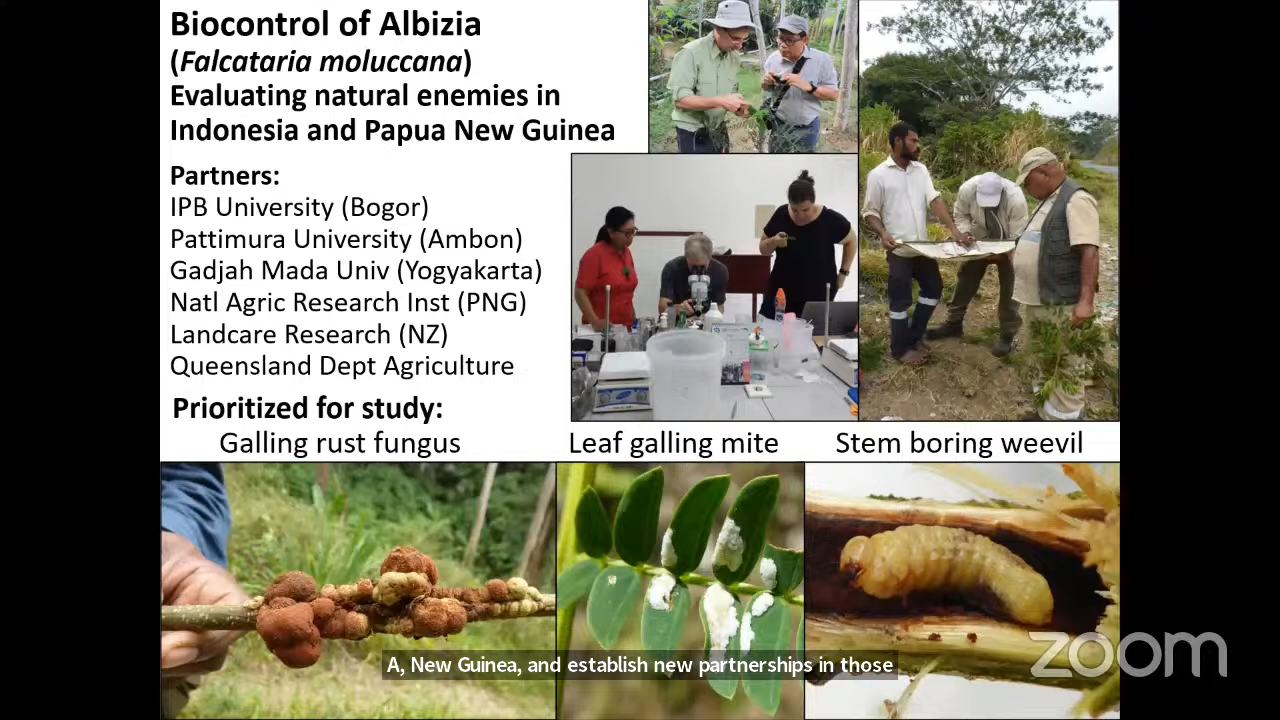 Biocontrol of Albizia
(Falcataria moluccana)
Evaluating natural enemies in
Indonesia and Papua New Guinea
Partners:
IPB University (Bogor)
Pattimura University (Ambon)
Gadjah Mada Univ (Yogyakarta)
Natl Agric Research Inst (PNG)
Landcare Research (NZ)
Queensland Dept Agriculture
Prioritized for study:
Galling rust fungus
Leaf galling mite
Stem boring weevil
A, New Guinea, and establish new partnerships in those
zoom